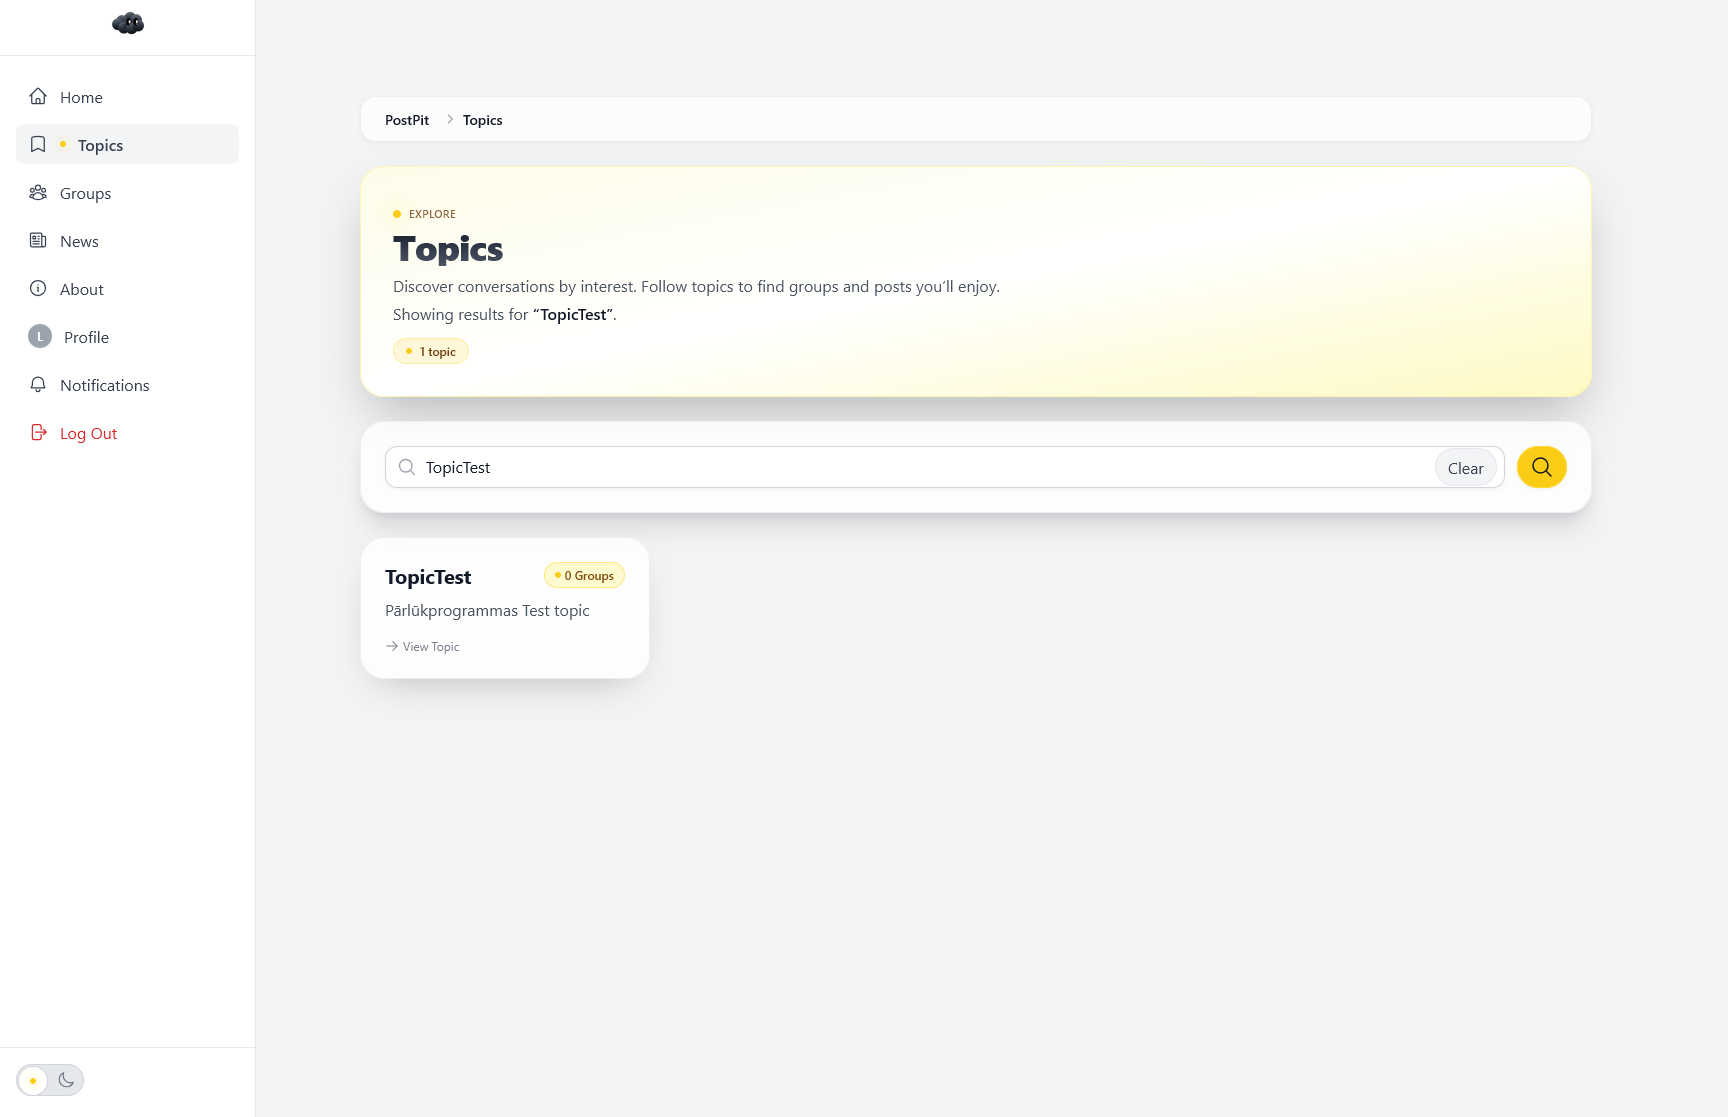 Home
Topics
Groups
News
About
L Profile
Notifications
Log Out
PostPit Topics
EXPLORE
Topics
Discover conversations by interest. Follow topics to find groups and posts you’ll enjoy.
Showing results for “TopicTest”.
1 topic
TopicTest Clear
TopicTest 0 Groups
Pārlūkprogrammas Test topic
View Topic